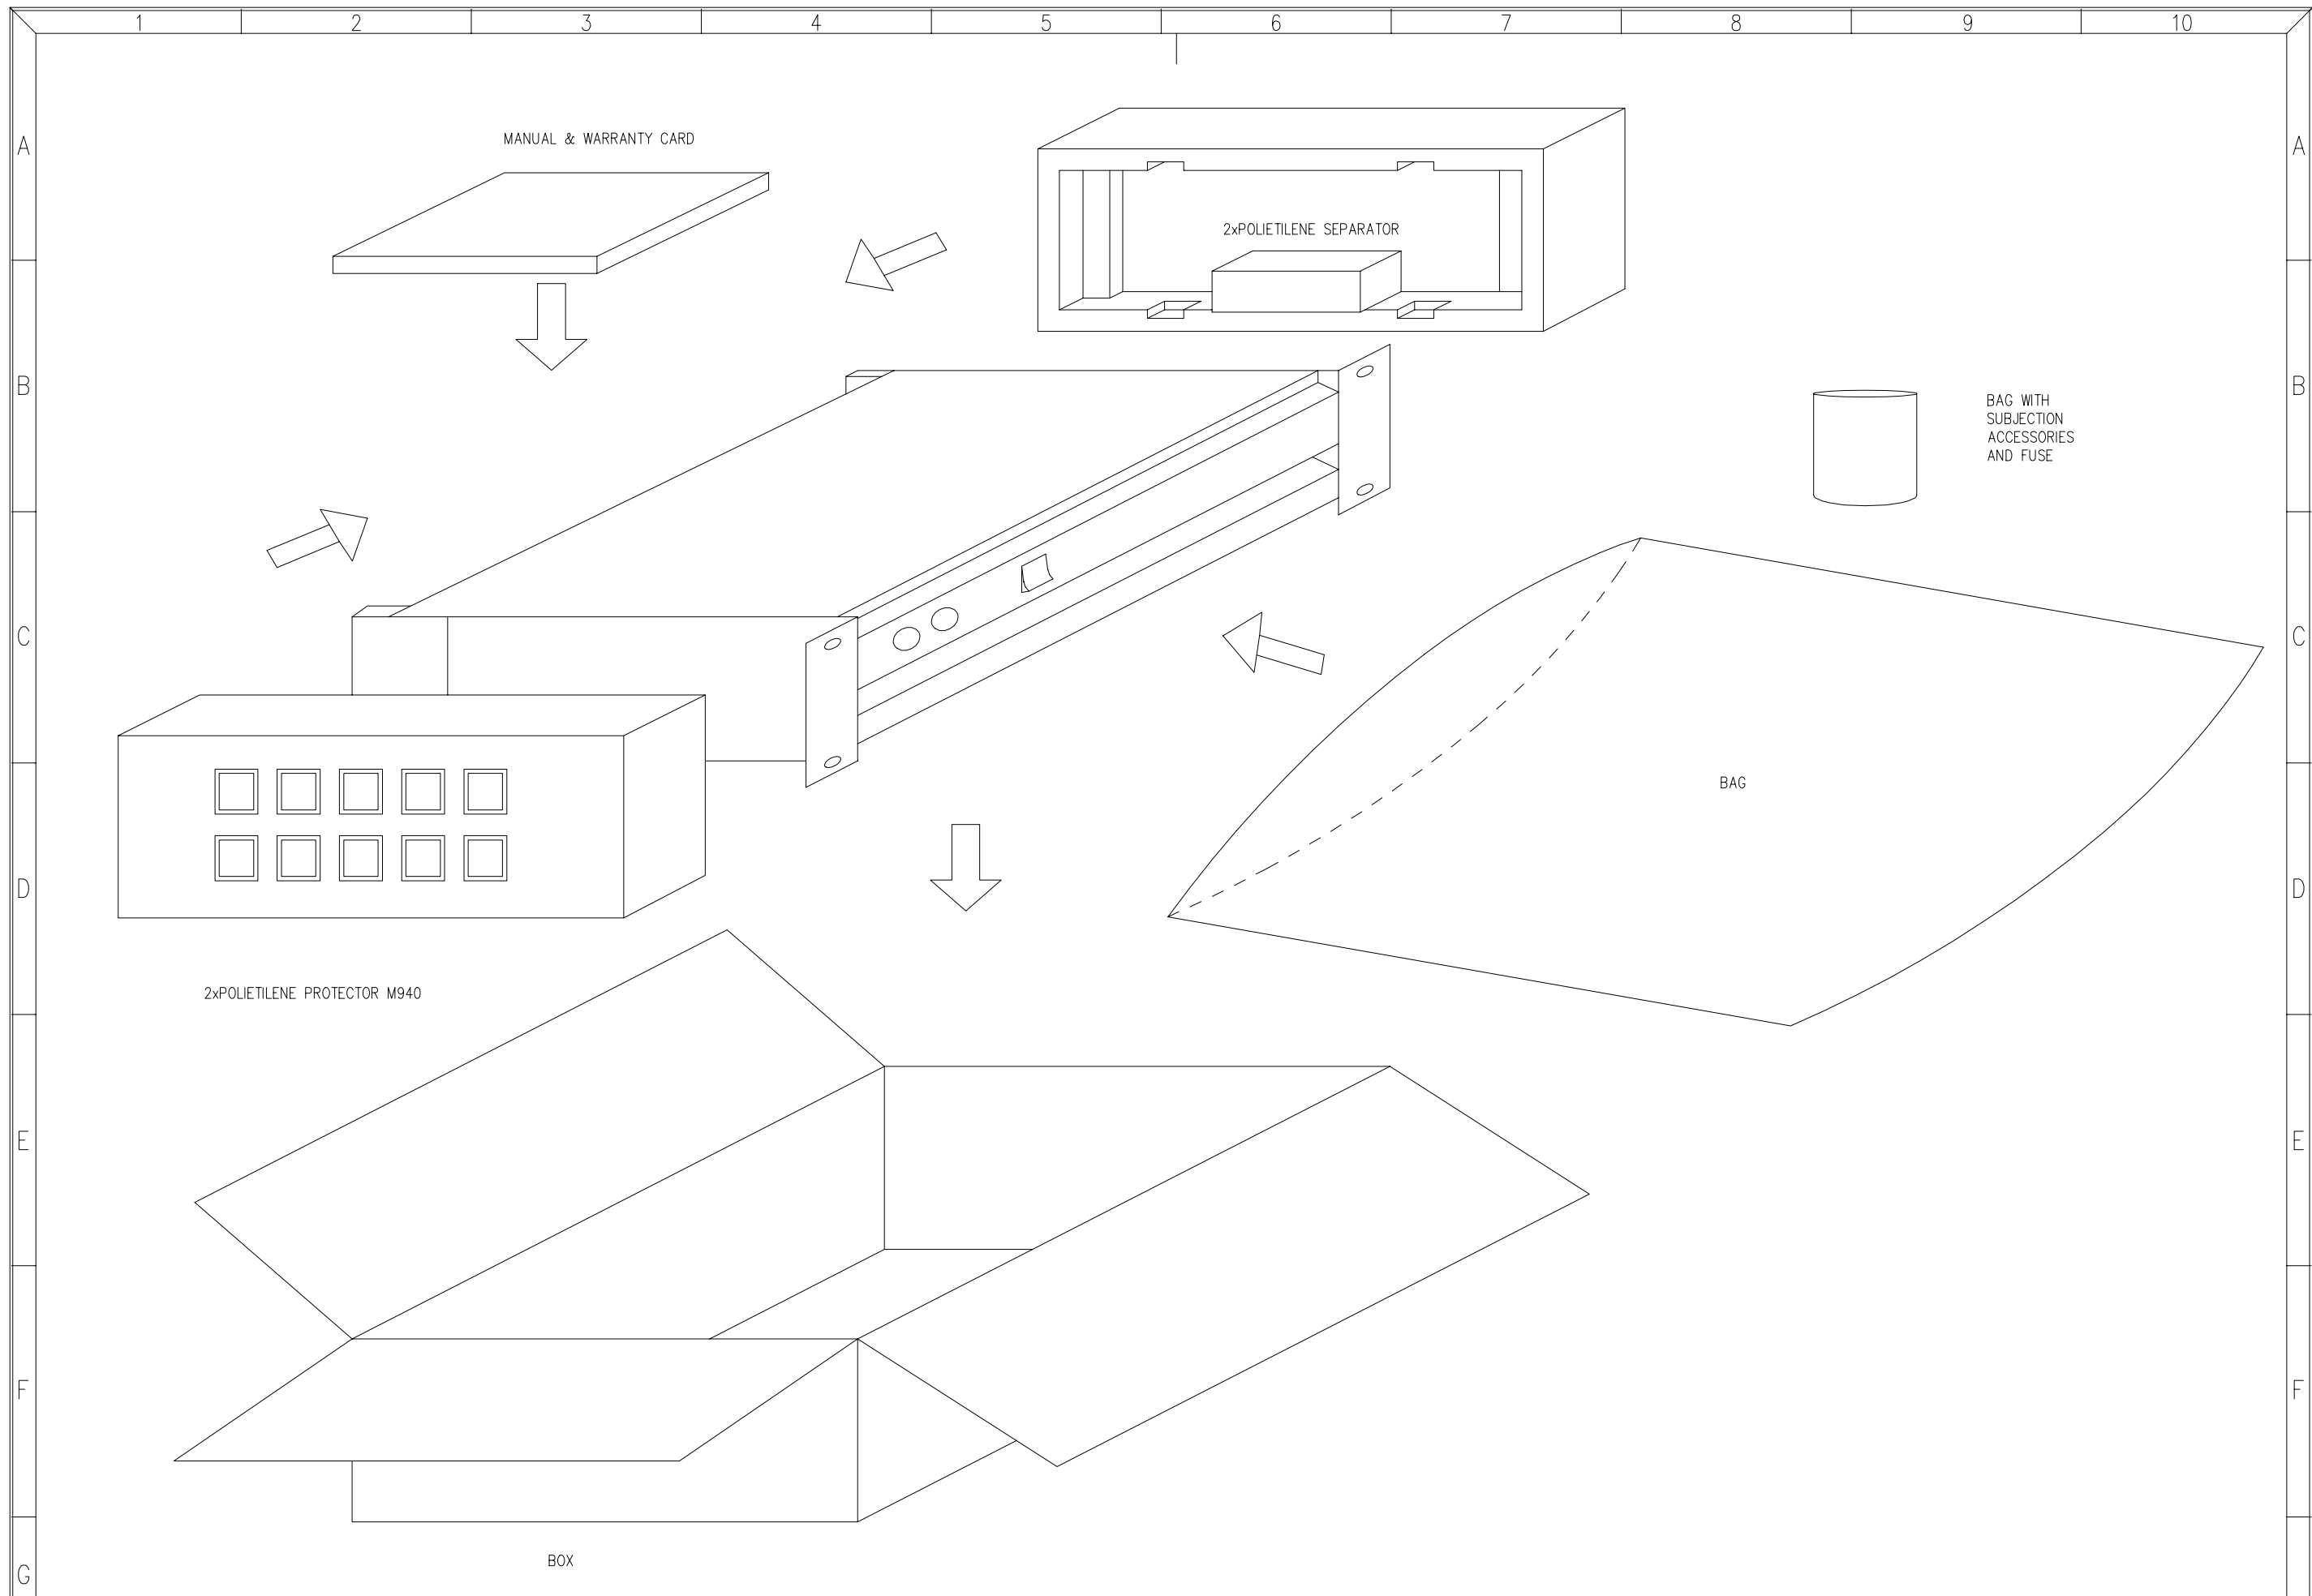 1 2 3 4 5 6 7 8 9 10
A A
MANUAL & WARRANTY CARD
2xPOLIETILENE SEPARATOR
B B
BAG WITH
SUBJECTION
ACCESSORIES
AND FUSE
C C
BAG
D D
2xPOLIETILENE PROTECTOR M940
E E
F F
BOX
G